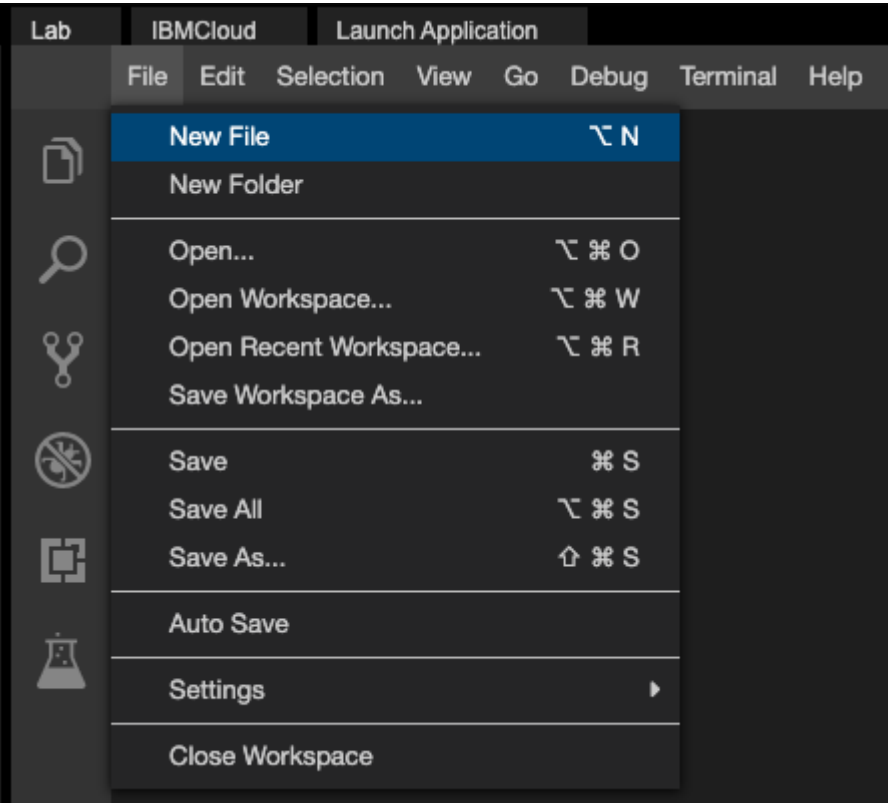 Lab IBMCloud Launch Application
File Edit Selection View Go Debug Terminal Help
New File ⌥ N
New Folder
Open... ⌥ ⌘ O
Open Workspace... ⌥ ⌘ W
Open Recent Workspace... ⌥ ⌘ R
Save Workspace As...
Save ⌘ S
Save All ⌥ ⌘ S
Save As... ⇧ ⌘ S
Auto Save
Settings
Close Workspace